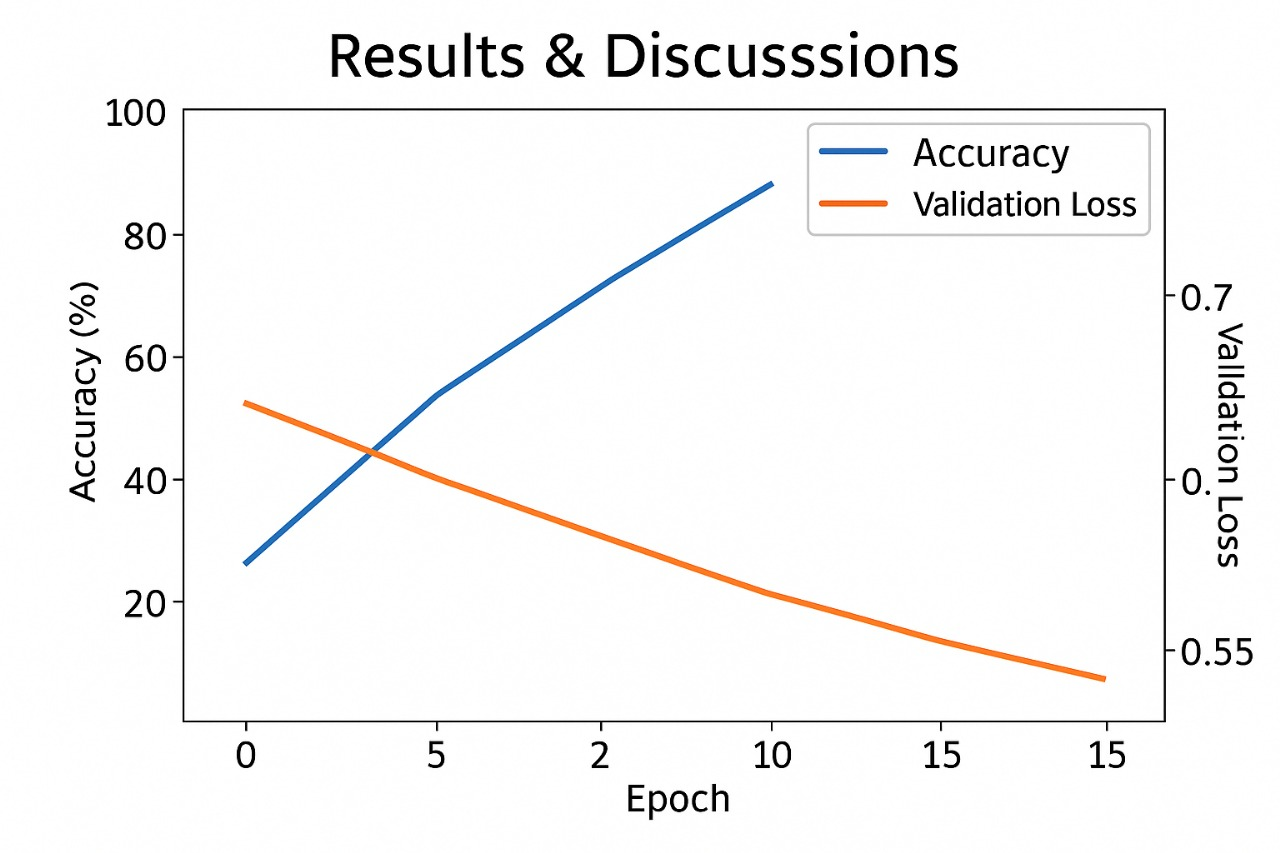 Results & Discusssions
100
80
60
40
20
Accuracy (%)
Accuracy
Validation Loss
0.7
0.
0.55
Valldation Loss
0 5 2 10 15 15
Epoch